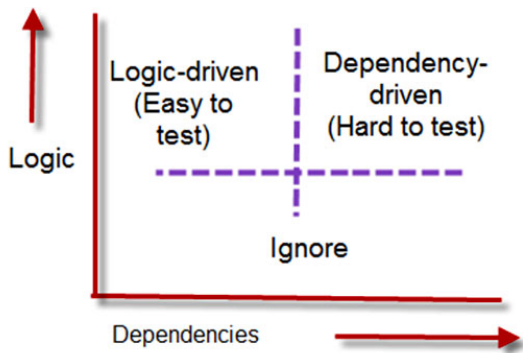 Logic-driven
(Easy to
test)
Dependency-
driven
(Hard to test)
Logic
Ignore
Dependencies